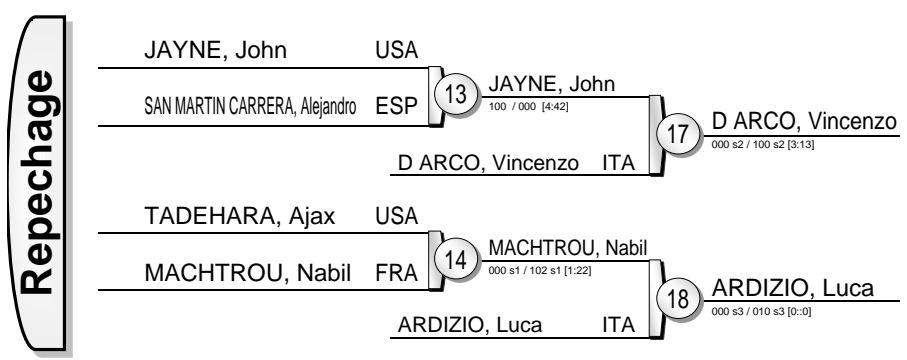 Repechage
JAYNE, John USA
SAN MARTIN CARRERA, Alejandro ESP
13
JAYNE, John
100 / 000 [4:42]
D ARCO, Vincenzo ITA
17
D ARCO, Vincenzo
000 s2 / 100 s2 [3:13]
TADEHARA, Ajax USA
MACHTROU, Nabil FRA
14
MACHTROU, Nabil
000 s1 / 102 s1 [1:22]
ARDIZIO, Luca ITA
18
ARDIZIO, Luca
000 s3 / 010 s3 [0::0]